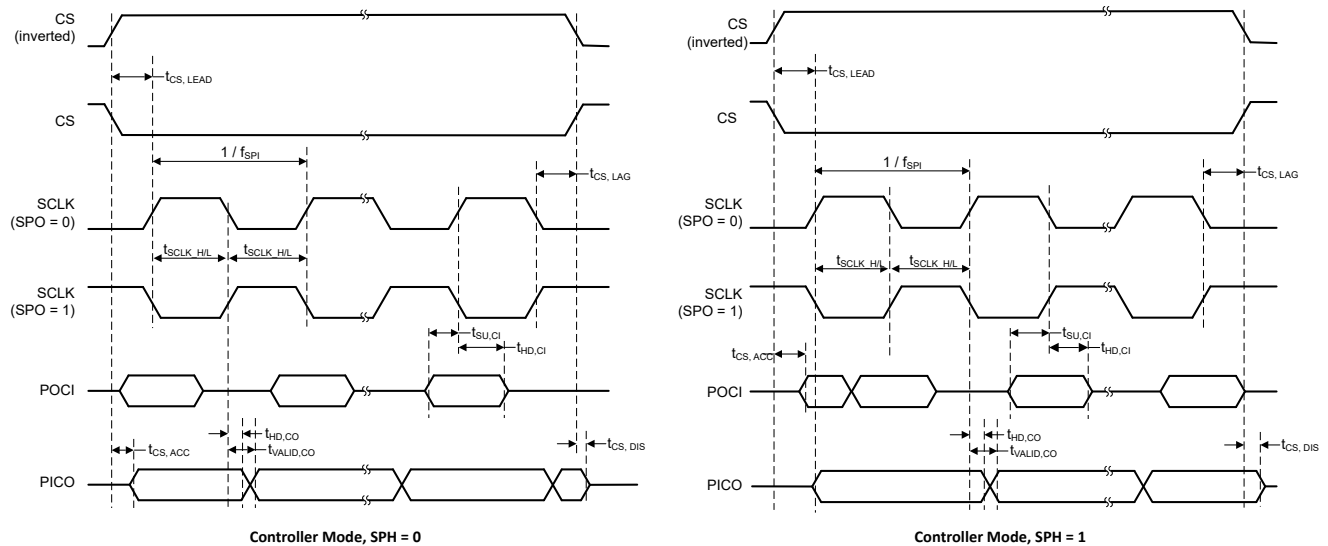 CS
(inverted)
tCS, LEAD
CS
1 / fSPI
tCS, LAG
SCLK
(SPO = 0)
tSCLK_H/L
tSCLK_H/L
SCLK
(SPO = 1)
tSU,CI
tHD,CI
POCI
tHD,CO
tCS, ACC
tVALID,CO
tCS, DIS
PICO
Controller Mode, SPH = 0
CS
(inverted)
tCS, LEAD
CS
1 / fSPI
tCS, LAG
SCLK
(SPO = 0)
tSCLK_H/L
tSCLK_H/L
SCLK
(SPO = 1)
tSU,CI
tHD,CI
tCS, ACC
POCI
tHD,CO
tVALID,CO
tCS, DIS
PICO
Controller Mode, SPH = 1